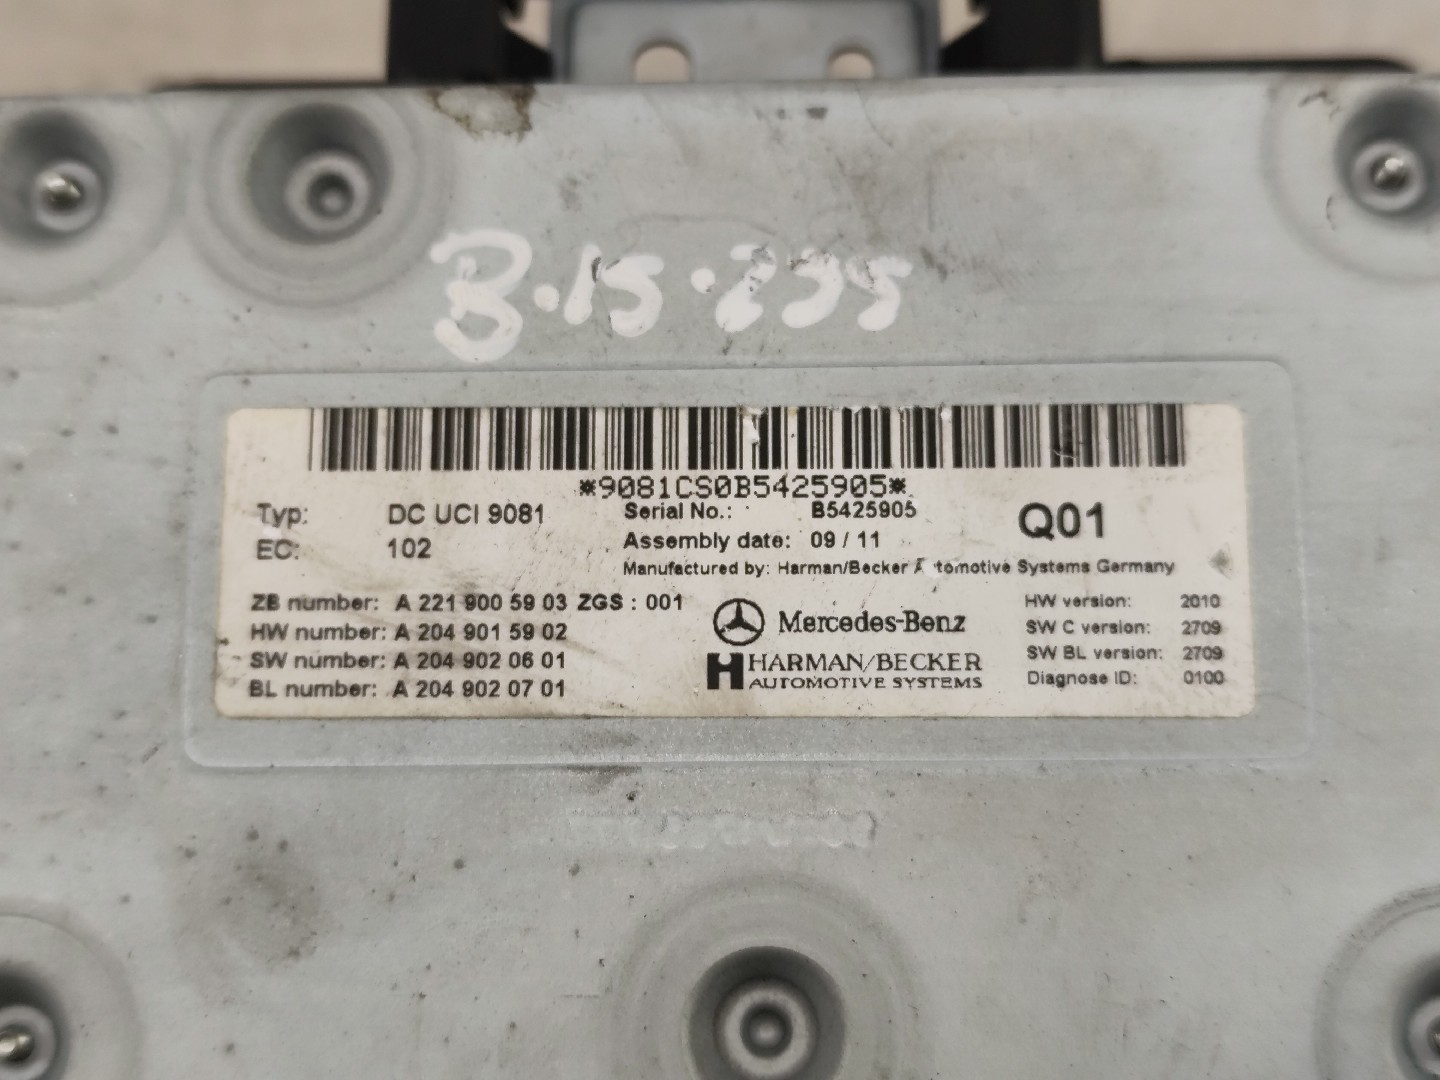 B.15.295
*9081CS0B5425905*
Typ: DC UCI 9081
EC: 102
Serial No.: B5425905
Assembly date: 09 / 11
Q01
Manufactured by: Harman/Becker A tomotive Systems Germany
ZB number: A 221 900 59 03 ZGS : 001
HW number: A 204 901 59 02
SW number: A 204 902 06 01
BL number: A 204 902 07 01
Mercedes-Benz
HARMAN/BECKER
AUTOMOTIVE SYSTEMS
HW version: 2010
SW C version: 2709
SW BL version: 2709
Diagnose ID: 0100